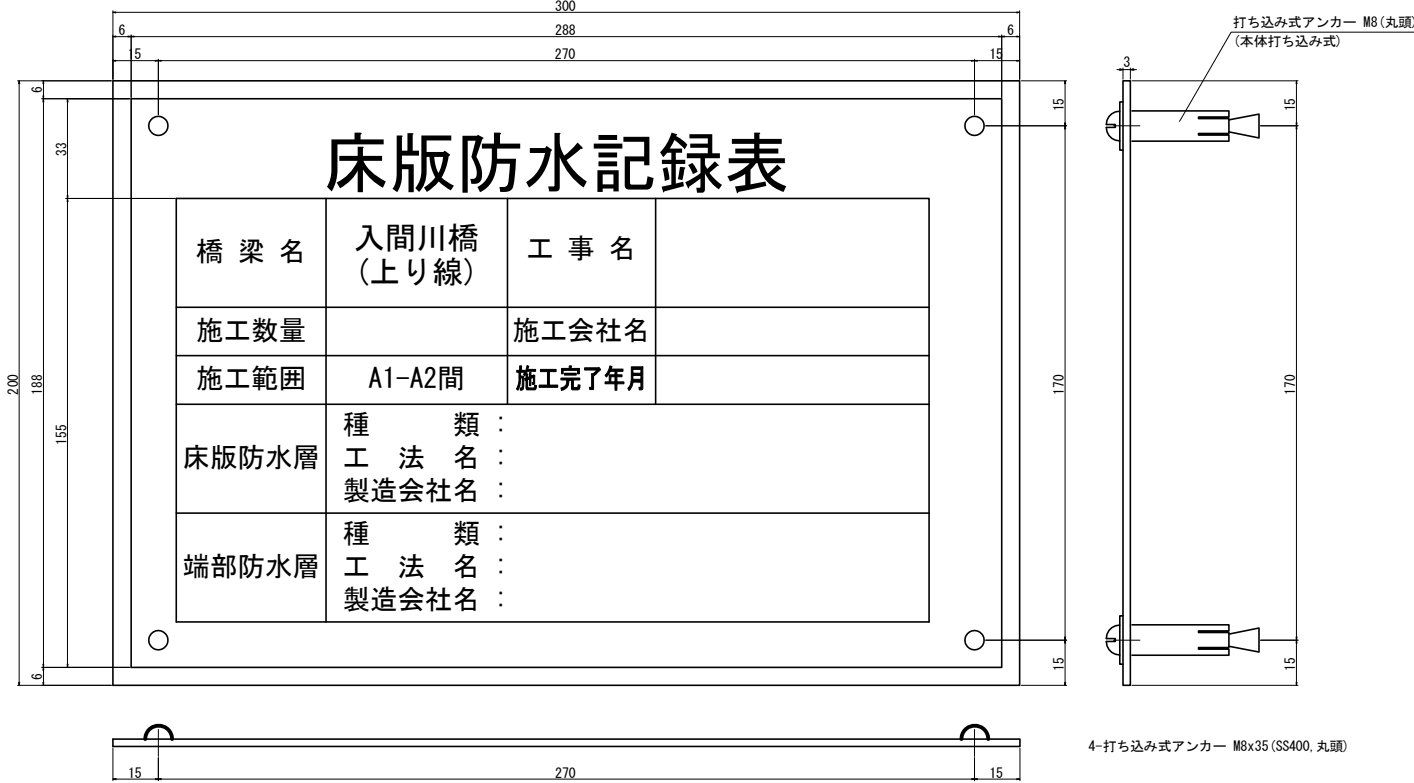 300
6 288 6
15 270 15
打ち込み式アンカー M8(丸頭)
(本体打ち込み式)
3
6
33
15
15
床版防水記録表
橋 梁 名 入間川橋 (上り線) 工 事 名
施工数量 施工会社名
施工範囲 A1-A2間 施工完了年月
200
188
155
170
170
床版防水層
種 類 :
工 法 名 :
製造会社名 :
端部防水層
種 類 :
工 法 名 :
製造会社名 :
6
15
15
4-打ち込み式アンカー M8x35(SS400,丸頭)
15 270 15